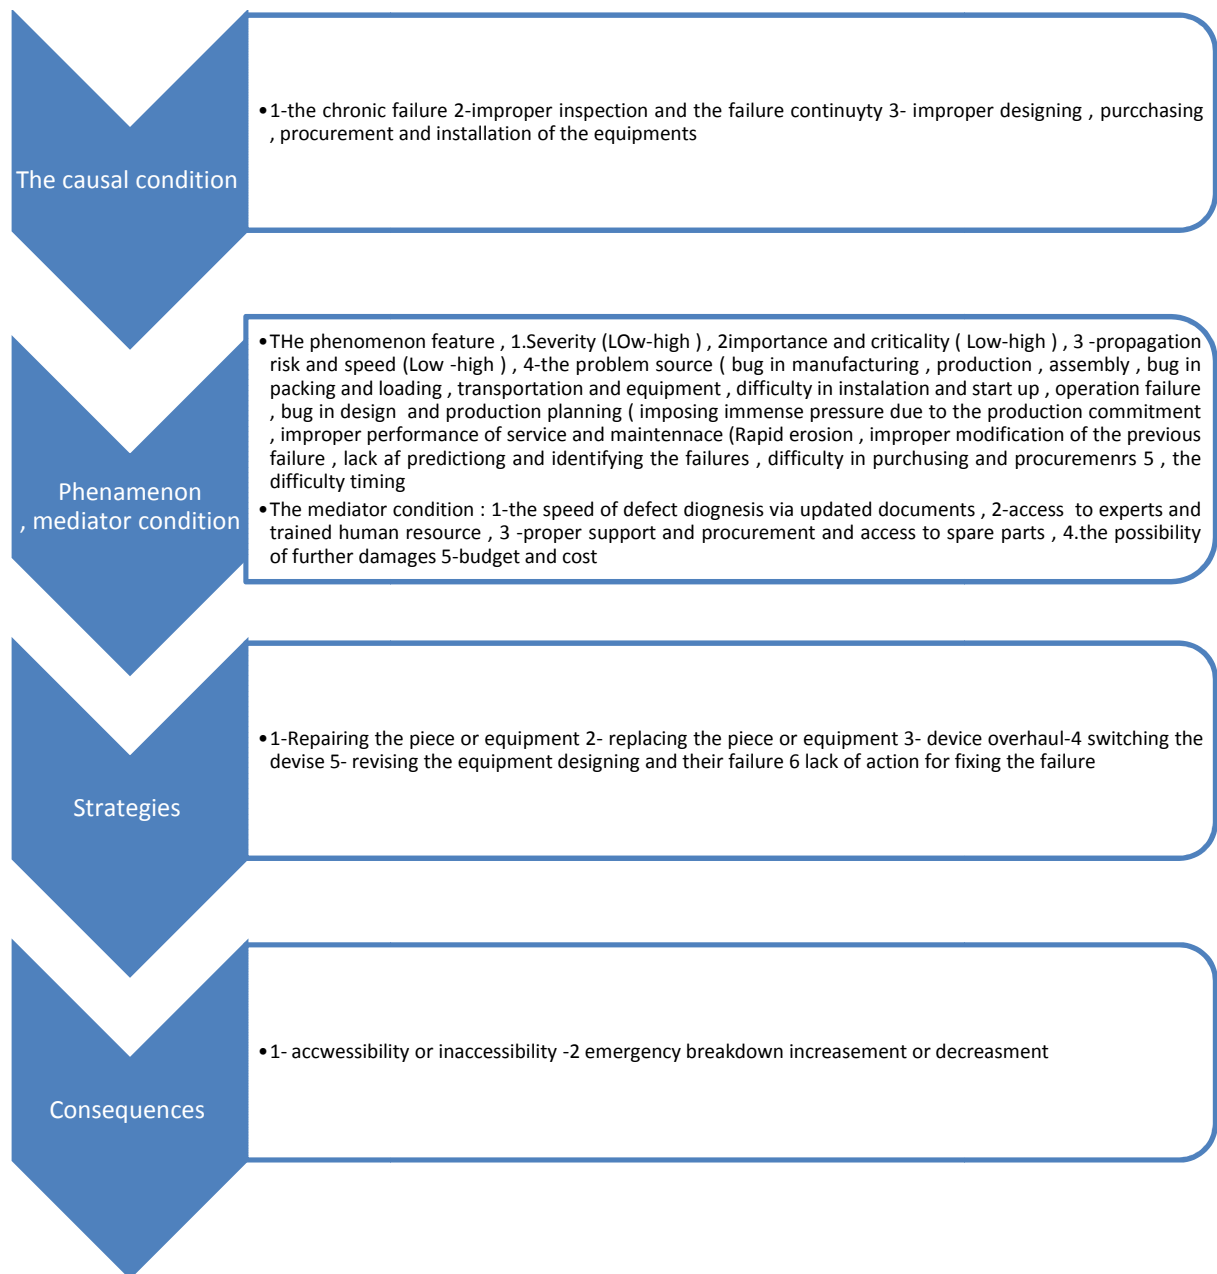 The causal condition
•1-the chronic failure 2-improper inspection and the failure continuyty 3- improper designing , purcchasing
, procurement and installation of the equipments
Phenamenon
, mediator condition
•THe phenomenon feature , 1.Severity (LOw-high ) , 2importance and criticality ( Low-high ) , 3 -propagation
risk and speed (Low -high ) , 4-the problem source ( bug in manufacturing , production , assembly , bug in
packing and loading , transportation and equipment , difficulty in instalation and start up , operation failure
, bug in design and production planning ( imposing immense pressure due to the production commitment
, improper performance of service and maintennace (Rapid erosion , improper modification of the previous
failure , lack af predictiong and identifying the failures , difficulty in purchusing and procuremenrs 5 , the
difficulty timing
•The mediator condition : 1-the speed of defect diognesis via updated documents , 2-access to experts and
trained human resource , 3 -proper support and procurement and access to spare parts , 4.the possibility
of further damages 5-budget and cost
Strategies
•1-Repairing the piece or equipment 2- replacing the piece or equipment 3- device overhaul-4 switching the
devise 5- revising the equipment designing and their failure 6 lack of action for fixing the failure
Consequences
•1- accwessibility or inaccessibility -2 emergency breakdown increasement or decreasment